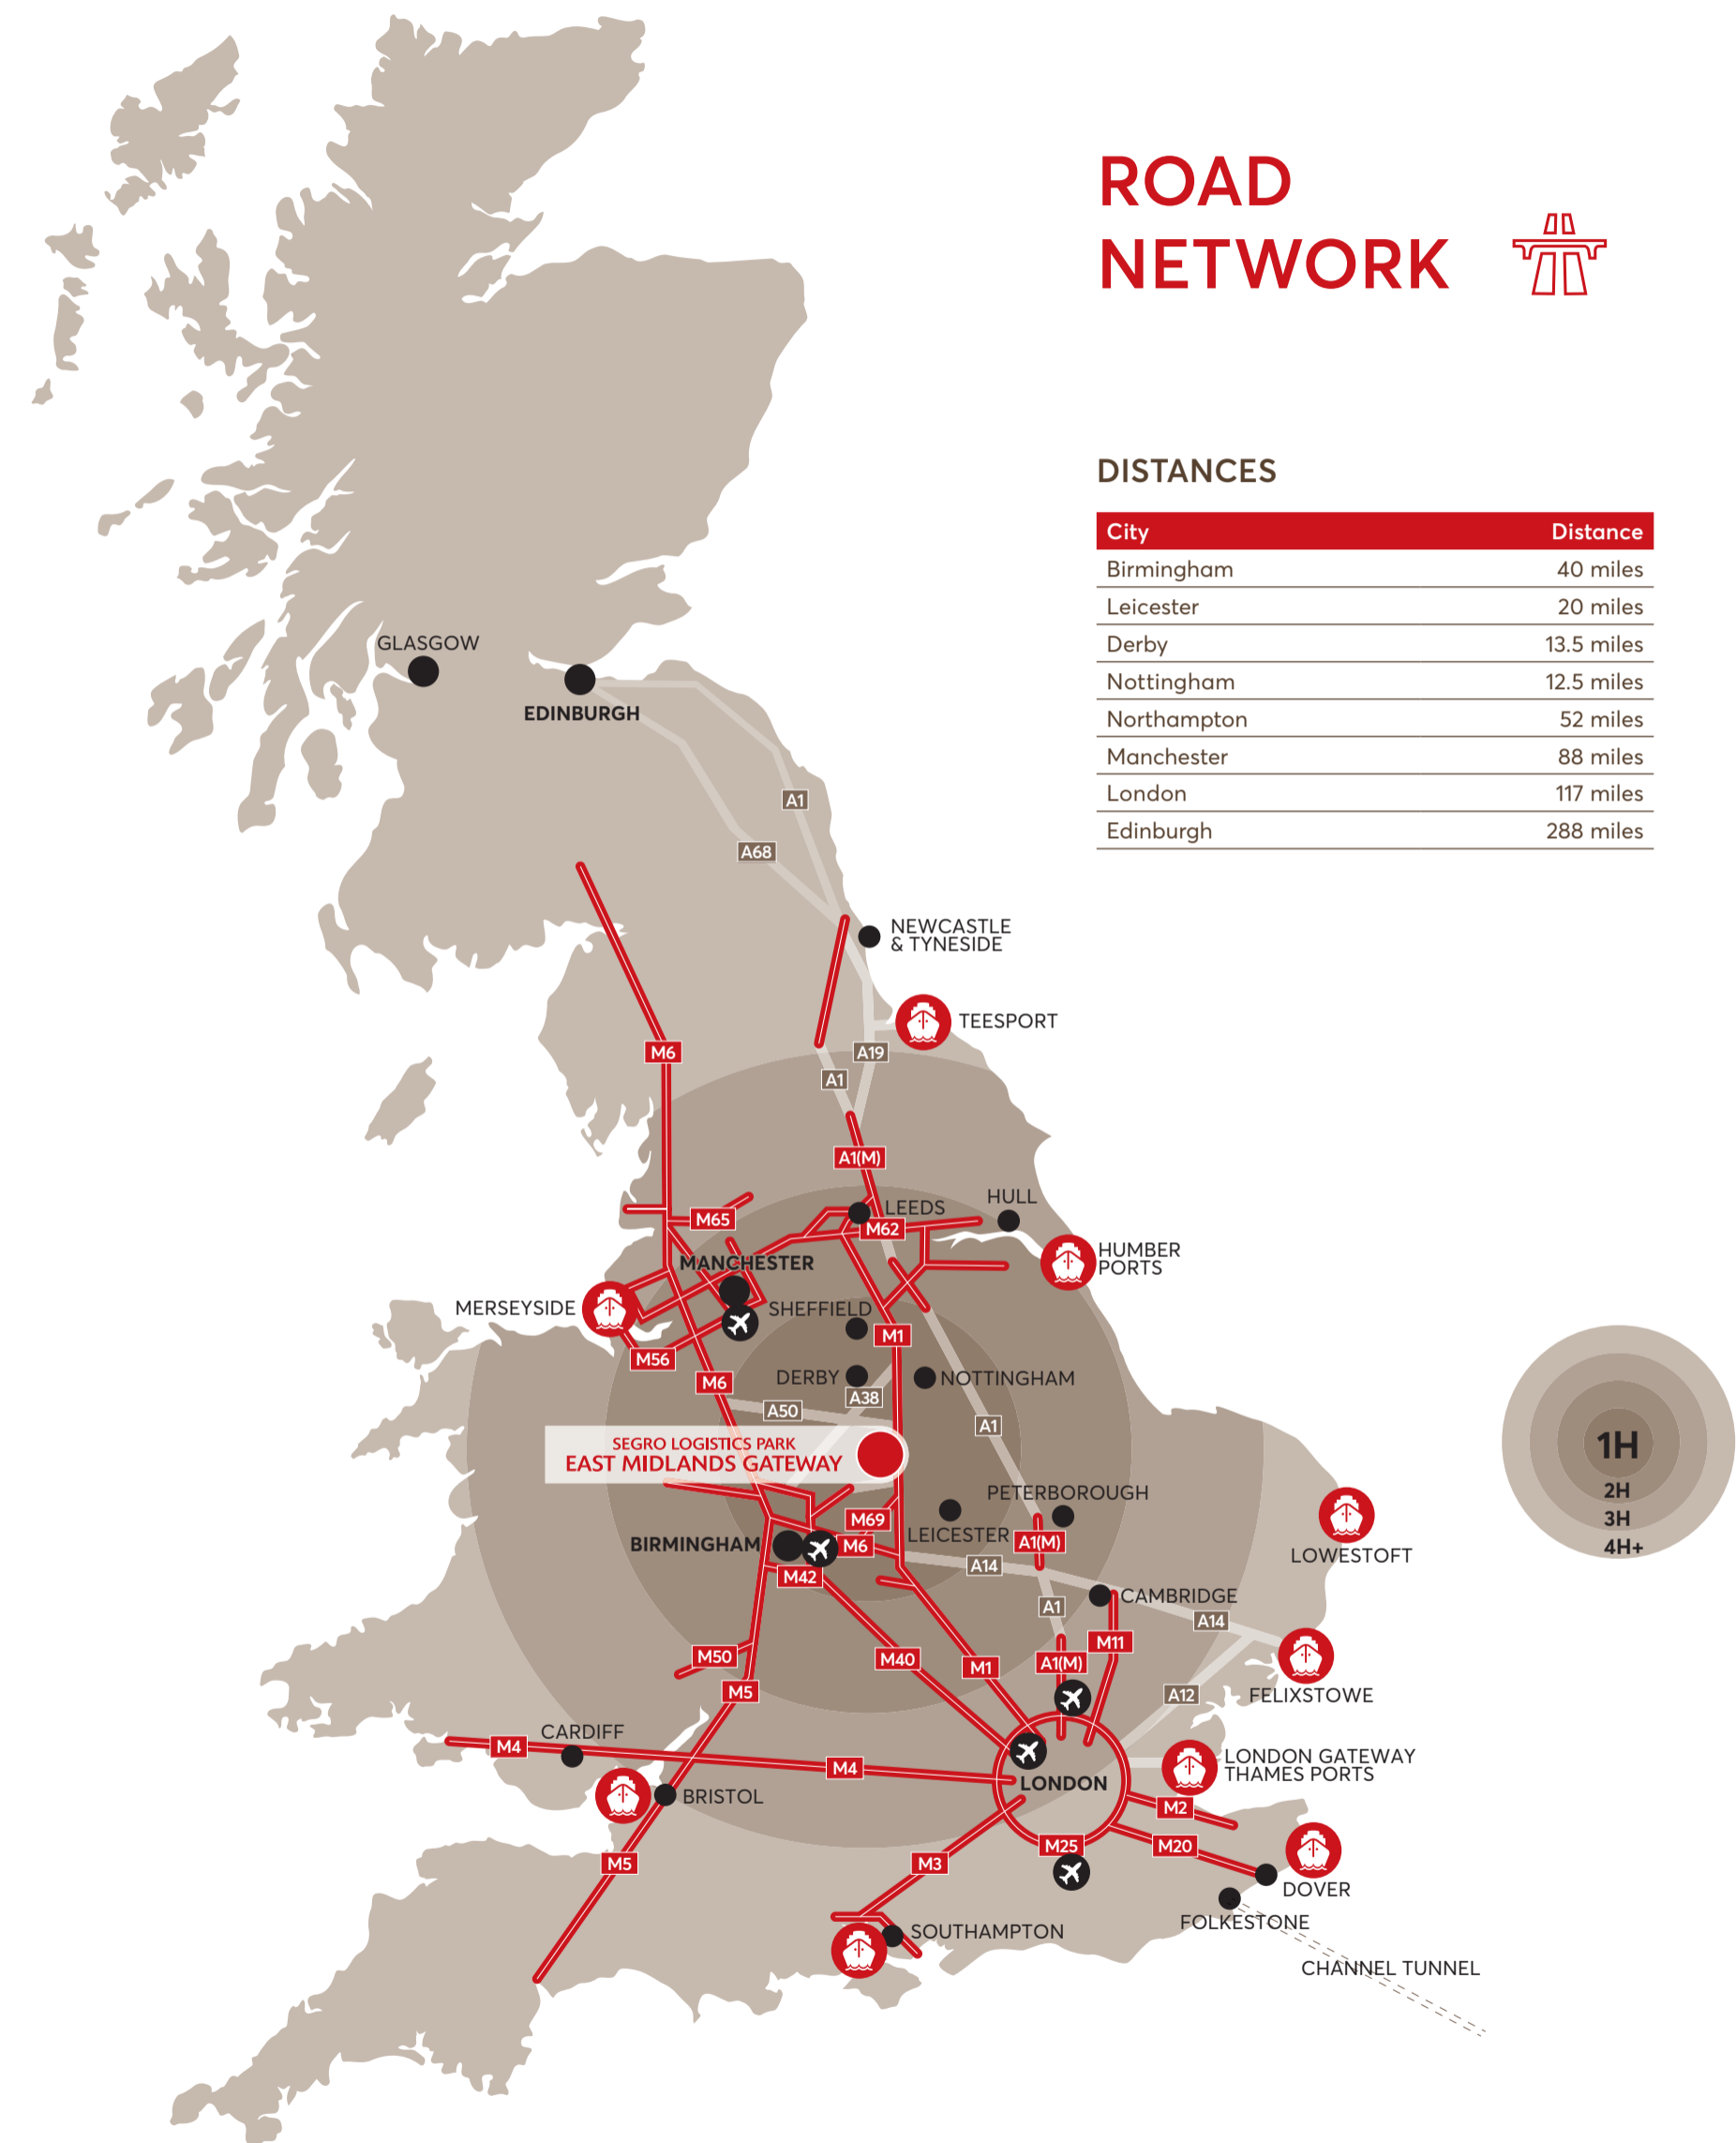 ROAD
NETWORK
DISTANCES
City Distance
Birmingham 40 miles
Leicester 20 miles
Derby 13.5 miles
Nottingham 12.5 miles
Northampton 52 miles
Manchester 88 miles
London 117 miles
Edinburgh 288 miles
GLASGOW
EDINBURGH
A1
A68
NEWCASTLE
& TYNESIDE
TEESPORT
M6
A19
A1
A1(M)
HULL
LEEDS
M65
M62
HUMBER
PORTS
MANCHESTER
MERSEYSIDE
SHEFFIELD
M1
M56
DERBY
NOTTINGHAM
M6
A38
A50
A1
SEGRO LOGISTICS PARK
EAST MIDLANDS GATEWAY
1H
2H
3H
4H+
PETERBOROUGH
M69
LEICESTER
A1(M)
BIRMINGHAM
M6
LOWESTOFT
A14
M42
CAMBRIDGE
A1
A14
M11
M50
M40
M1
A1(M)
M5
A12
FELIXSTOWE
CARDIFF
M4
M4
LONDON GATEWAY
THAMES PORTS
LONDON
BRISTOL
M2
M25
M20
M5
M3
DOVER
FOLKESTONE
SOUTHAMPTON
CHANNEL TUNNEL